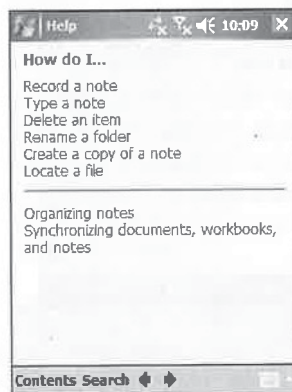 Help 10:09
How do I...
Record a note
Type a note
Delete an item
Rename a folder
Create a copy of a note
Locate a file
Organizing notes
Synchronizing documents, workbooks,
and notes
Contents Search